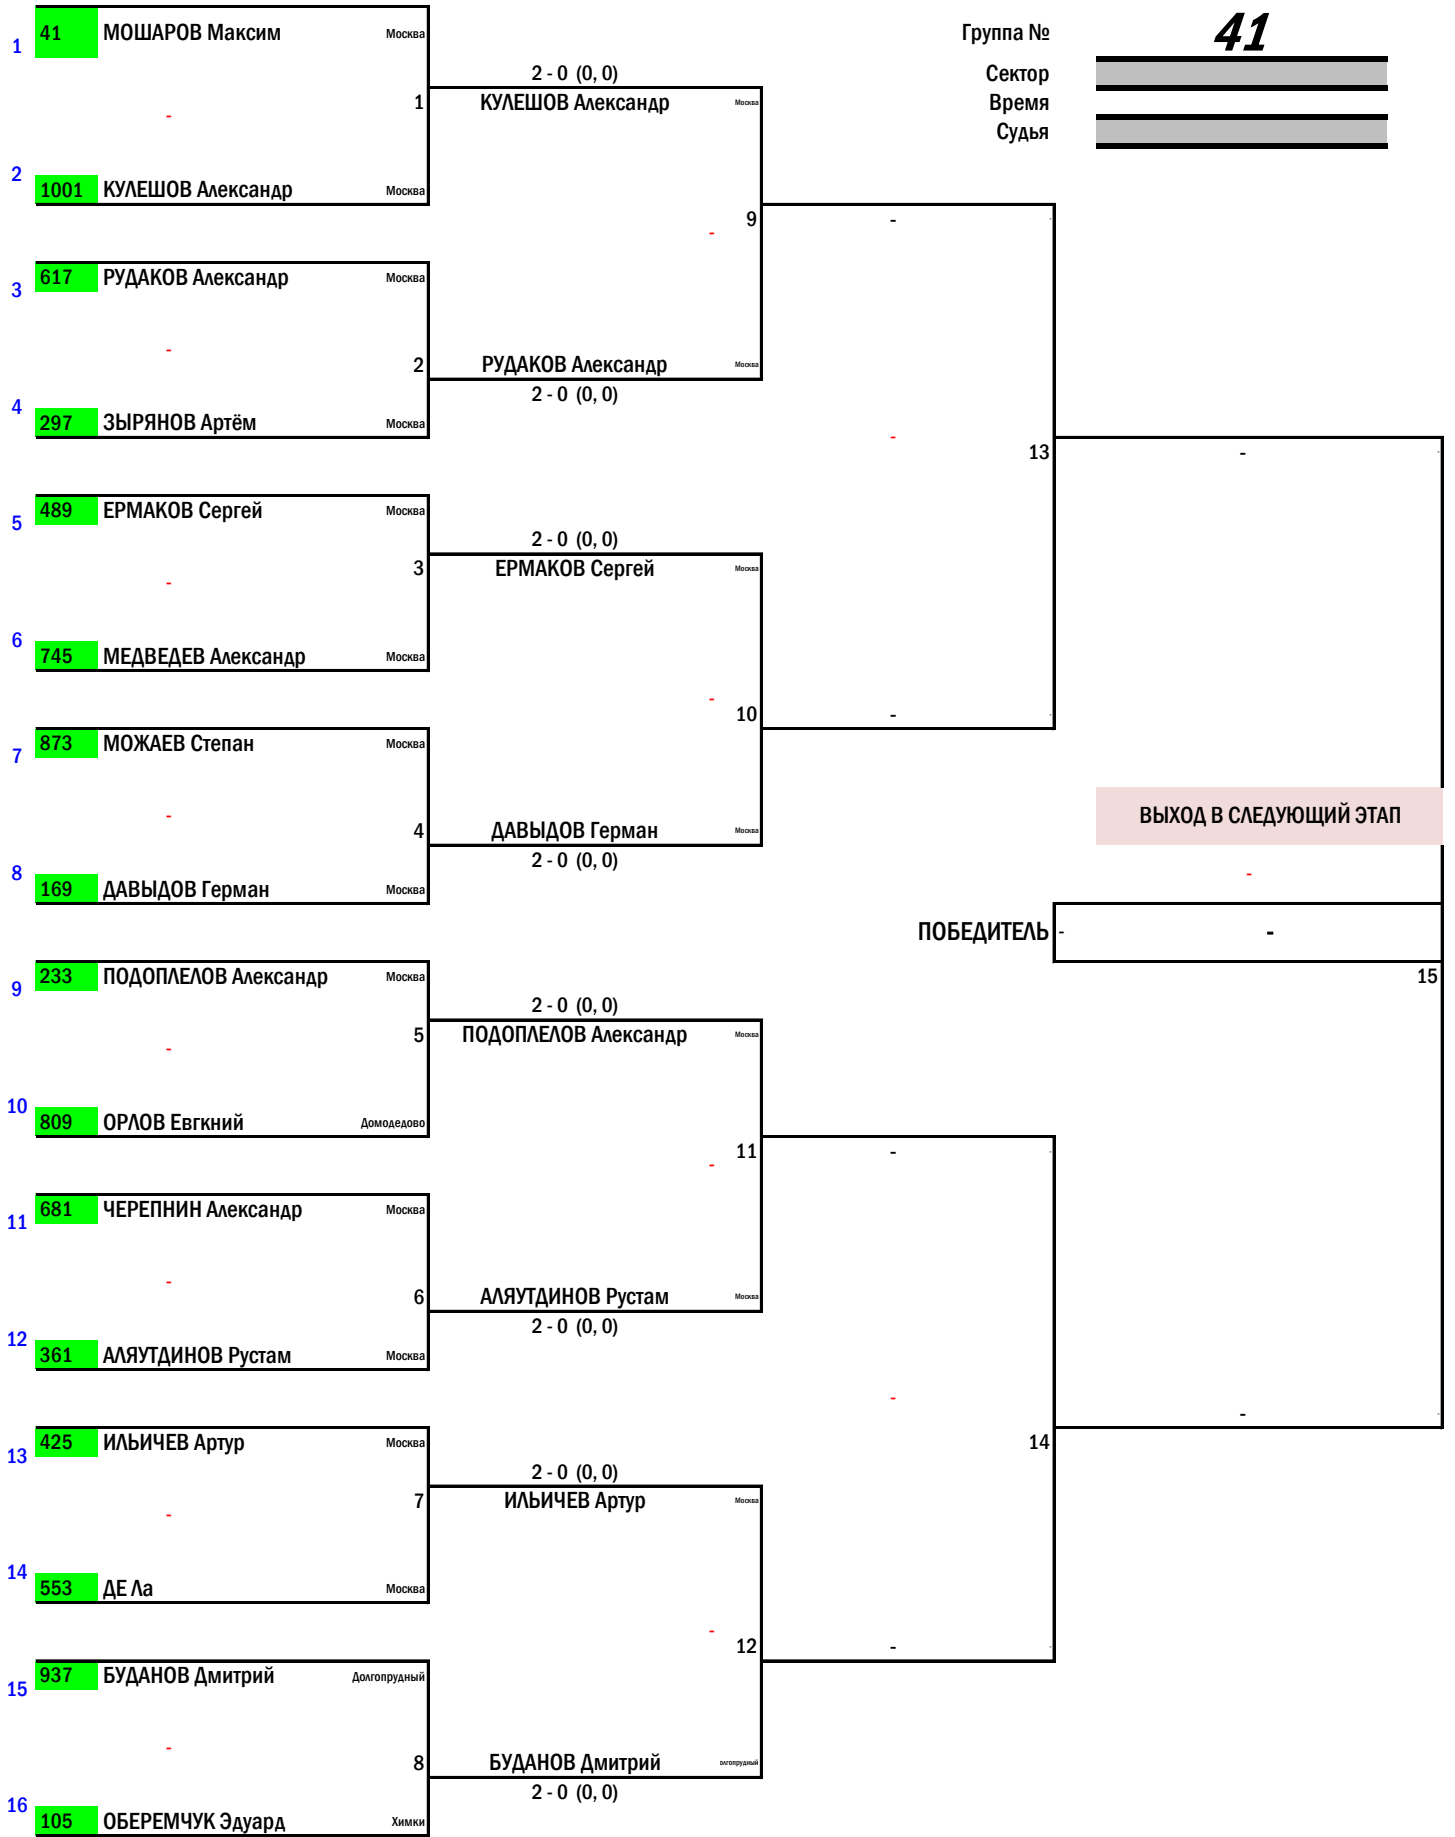 41 МОШАРОВ Максим Москва
Группа № 41
1
2 - 0 (0, 0)
Сектор
1 КУЛЕШОВ Александр Москва
Время
-
Судья
2
1001 КУЛЕШОВ Александр Москва
9 -
-
617 РУДАКОВ Александр Москва
3
-
2 РУДАКОВ Александр Москва
2 - 0 (0, 0)
4
297 ЗЫРЯНОВ Артём Москва
-
13 -
489 ЕРМАКОВ Сергей Москва
5
2 - 0 (0, 0)
3 ЕРМАКОВ Сергей Москва
-
6
745 МЕДВЕДЕВ Александр Москва
-
10 -
873 МОЖАЕВ Степан Москва
7
-
ВЫХОД В СЛЕДУЮЩИЙ ЭТАП
4 ДАВЫДОВ Герман Москва
2 - 0 (0, 0)
8 -
169 ДАВЫДОВ Герман Москва
ПОБЕДИТЕЛЬ - -
233 ПОДОПЛЕЛОВ Александр Москва
15
9
2 - 0 (0, 0)
5 ПОДОПЛЕЛОВ Александр Москва
-
10
809 ОРЛОВ Евгкний Домодедово
11 -
-
681 ЧЕРЕПНИН Александр Москва
11
-
6 АЛЯУТДИНОВ Рустам Москва
2 - 0 (0, 0)
12
361 АЛЯУТДИНОВ Рустам Москва
-
-
425 ИЛЬИЧЕВ Артур Москва
14
13
2 - 0 (0, 0)
7 ИЛЬИЧЕВ Артур Москва
-
14
553 ДЕ Ла Москва
-
12 -
937 БУДАНОВ Дмитрий Долгопрудный
15
-
8 БУДАНОВ Дмитрий олгопрудный
2 - 0 (0, 0)
16
105 ОБЕРЕМЧУК Эдуард Химки